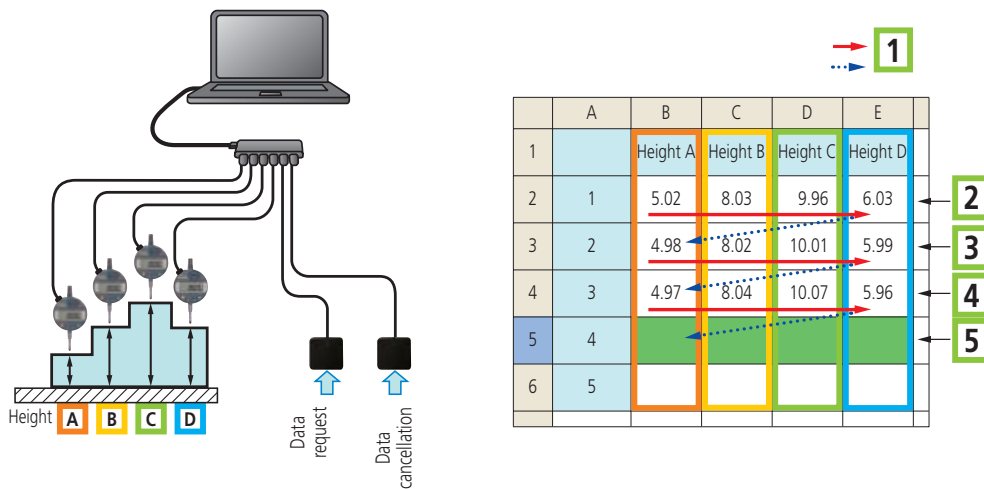 Height A B C D
Data
request
Data
cancellation
1
A B C D E
1 Height A Height B Height C Height D
2 1 5.02 8.03 9.96 6.03 2
3 2 4.98 8.02 10.01 5.99 3
4 3 4.97 8.04 10.07 5.96 4
5 4 5
6 5